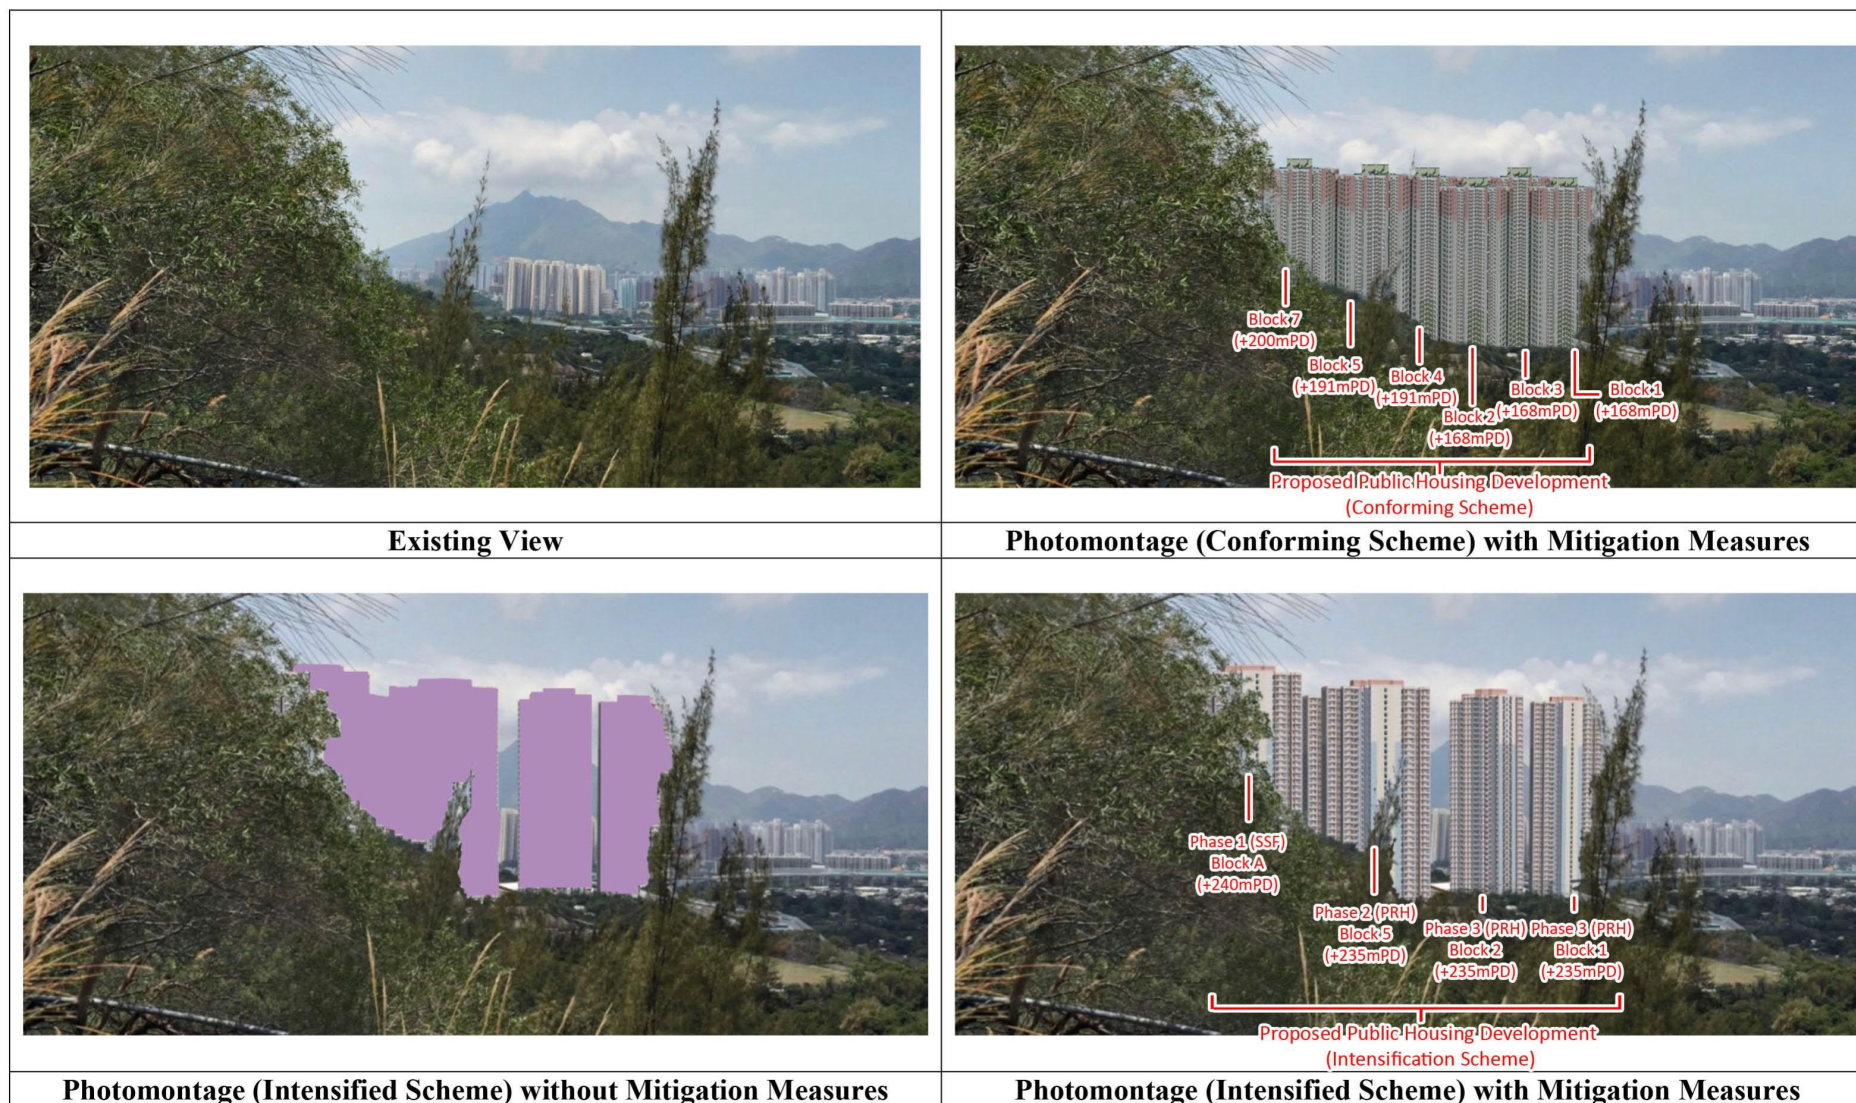 Block 7
(+200mPD)
Block 5
(+191mPD)
Block 4
(+191mPD)
Block 2
(+168mPD)
Block 3
(+168mPD)
Block 1
(+168mPD)
Proposed Public Housing Development
(Conforming Scheme)
Existing View
Photomontage (Conforming Scheme) with Mitigation Measures
Phase 1 (SSF)
Block A
(+240mPD)
Phase 2 (PRH)
Block 5
(+235mPD)
Phase 3 (PRH)
Block 2
(+235mPD)
Phase 3 (PRH)
Block 1
(+235mPD)
Proposed Public Housing Development
(Intensification Scheme)
Photomontage (Intensified Scheme) without Mitigation Measures
Photomontage (Intensified Scheme) with Mitigation Measures